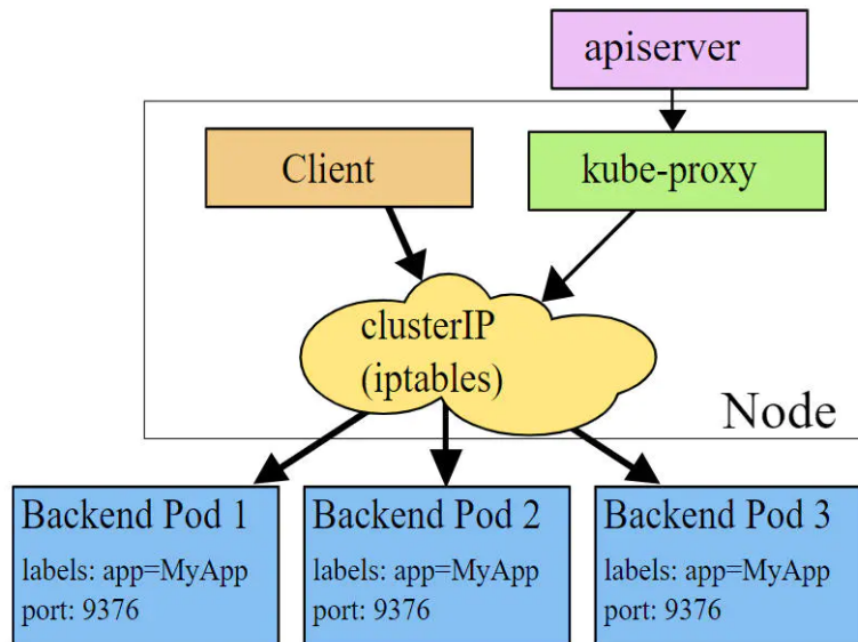 apiserver
Client
kube-proxy
clusterIP
(iptables)
Node
Backend Pod 1
labels: app=MyApp
port: 9376
Backend Pod 2
labels: app=MyApp
port: 9376
Backend Pod 3
labels: app=MyApp
port: 9376